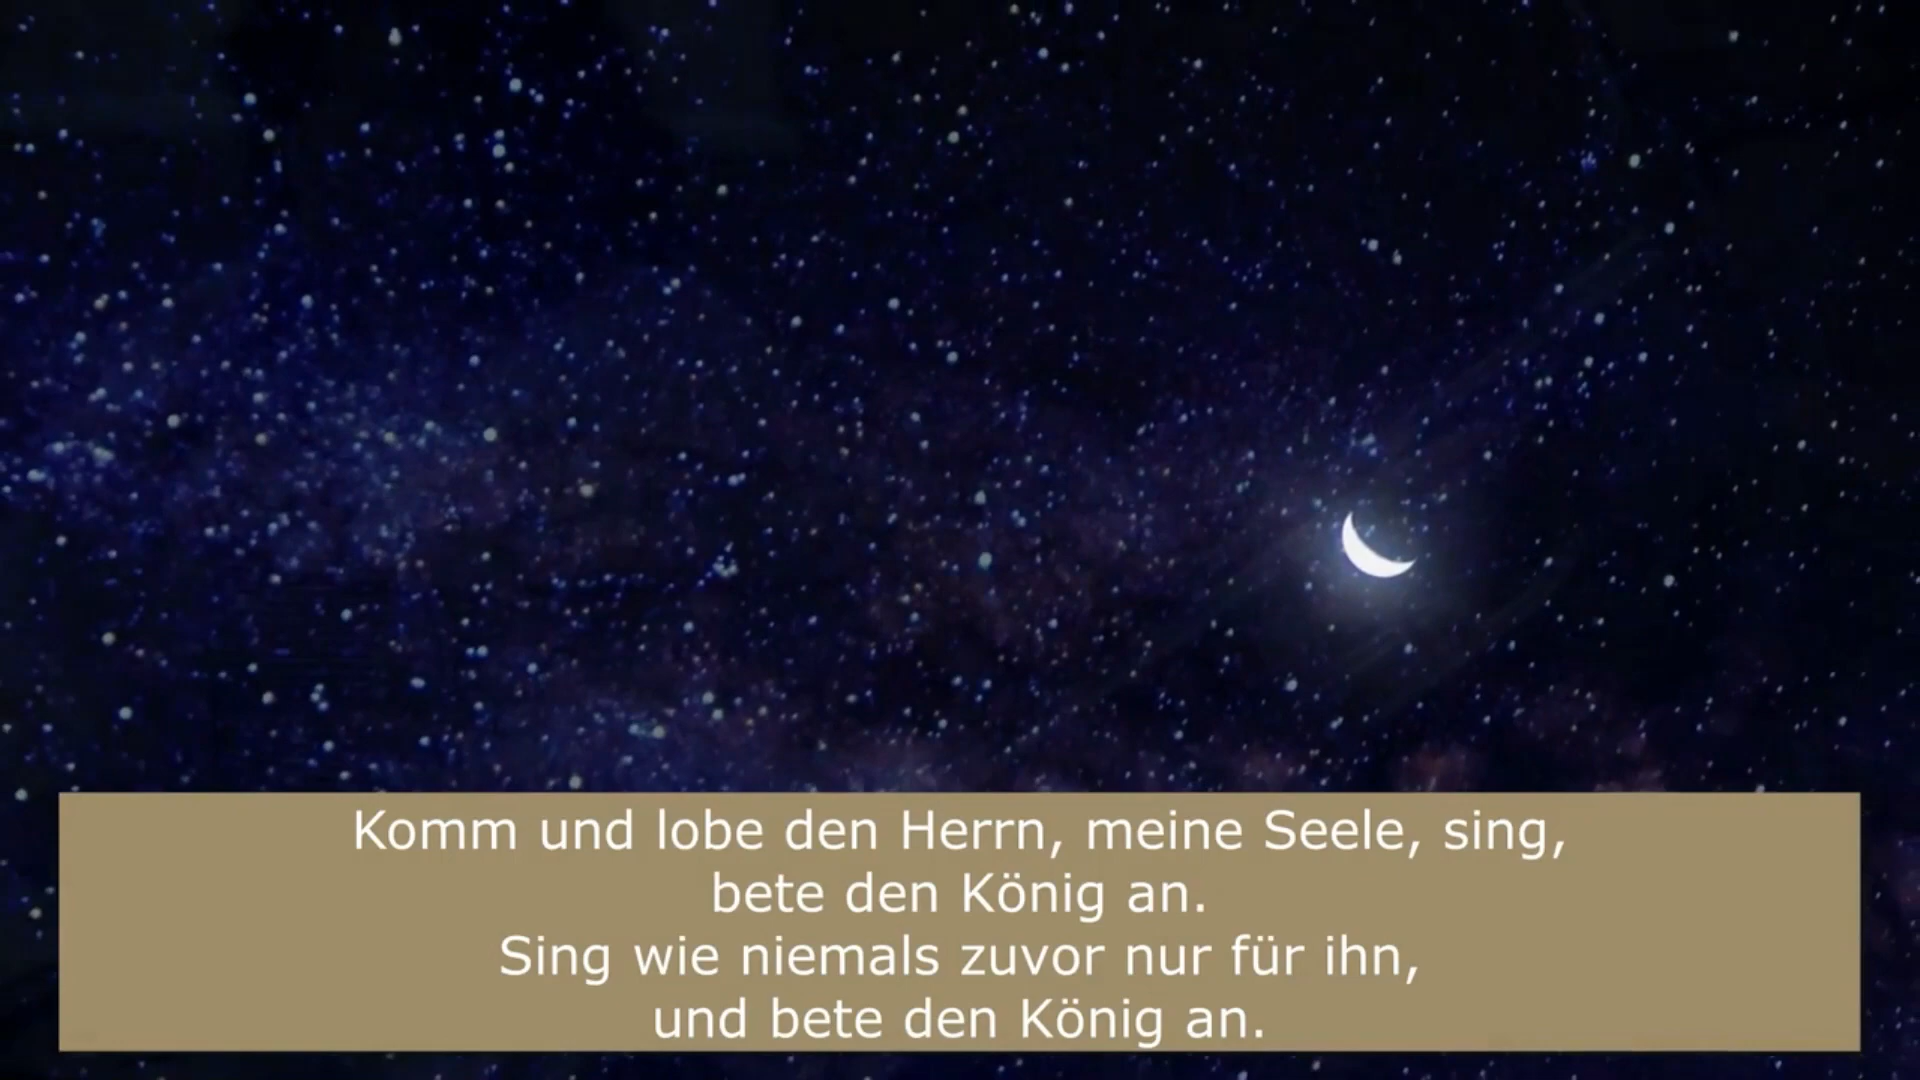 Komm und lobe den Herrn, meine Seele, sing,
bete den König an.
Sing wie niemals zuvor nur für ihn,
und bete den König an.